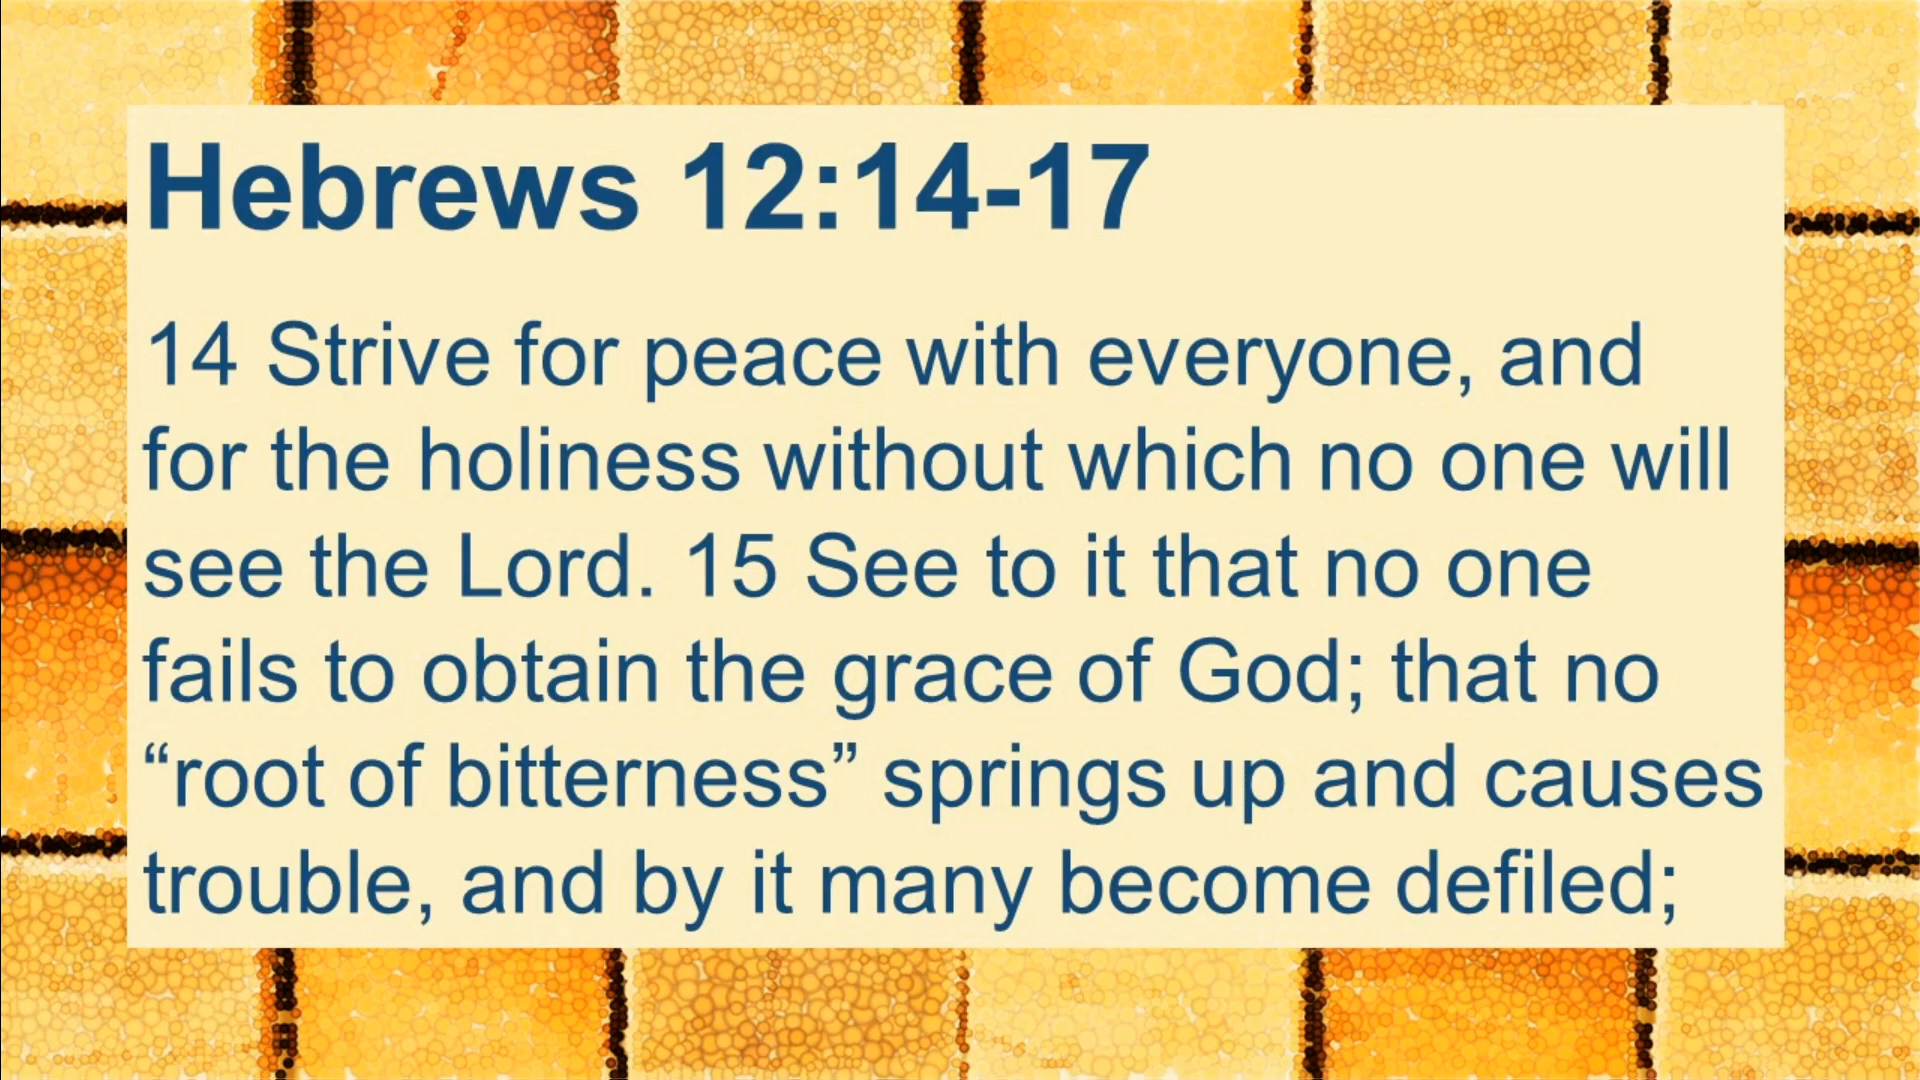 Hebrews 12:14-17
14 Strive for peace with everyone, and
for the holiness without which no one will
see the Lord. 15 See to it that no one
fails to obtain the grace of God; that no
“root of bitterness” springs up and causes
trouble, and by it many become defiled;